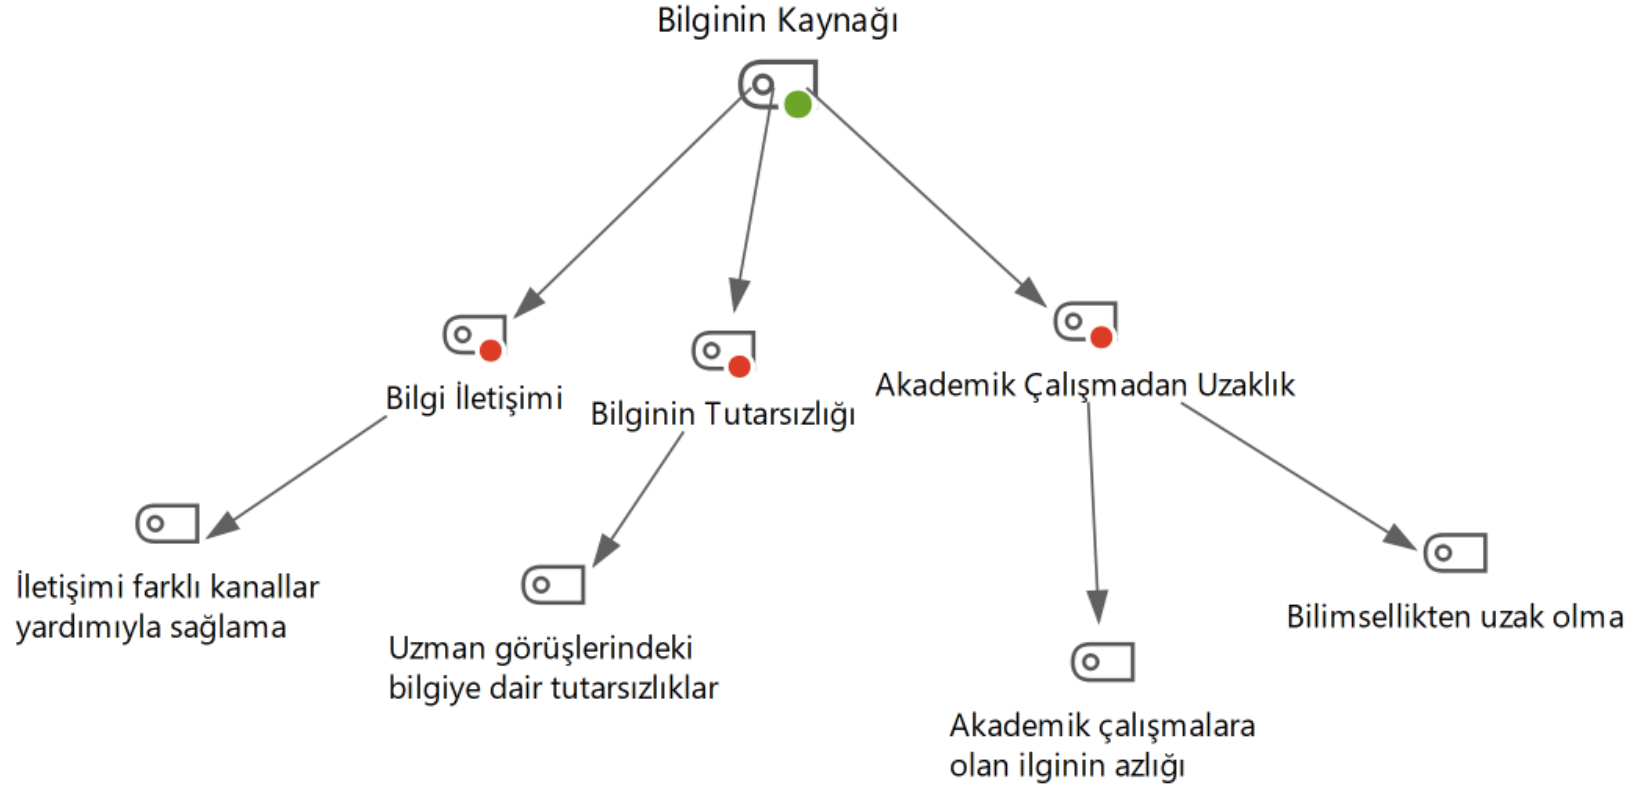 Bilginin Kaynağı
Bilgi İletişimi
Bilginin Tutarsızlığı
Akademik Çalışmadan Uzaklık
İletişimi farklı kanallar
yardımıyla sağlama
Uzman görüşlerindeki
bilgiye dair tutarsızlıklar
Akademik çalışmalara
olan ilginin azlığı
Bilimsellikten uzak olma